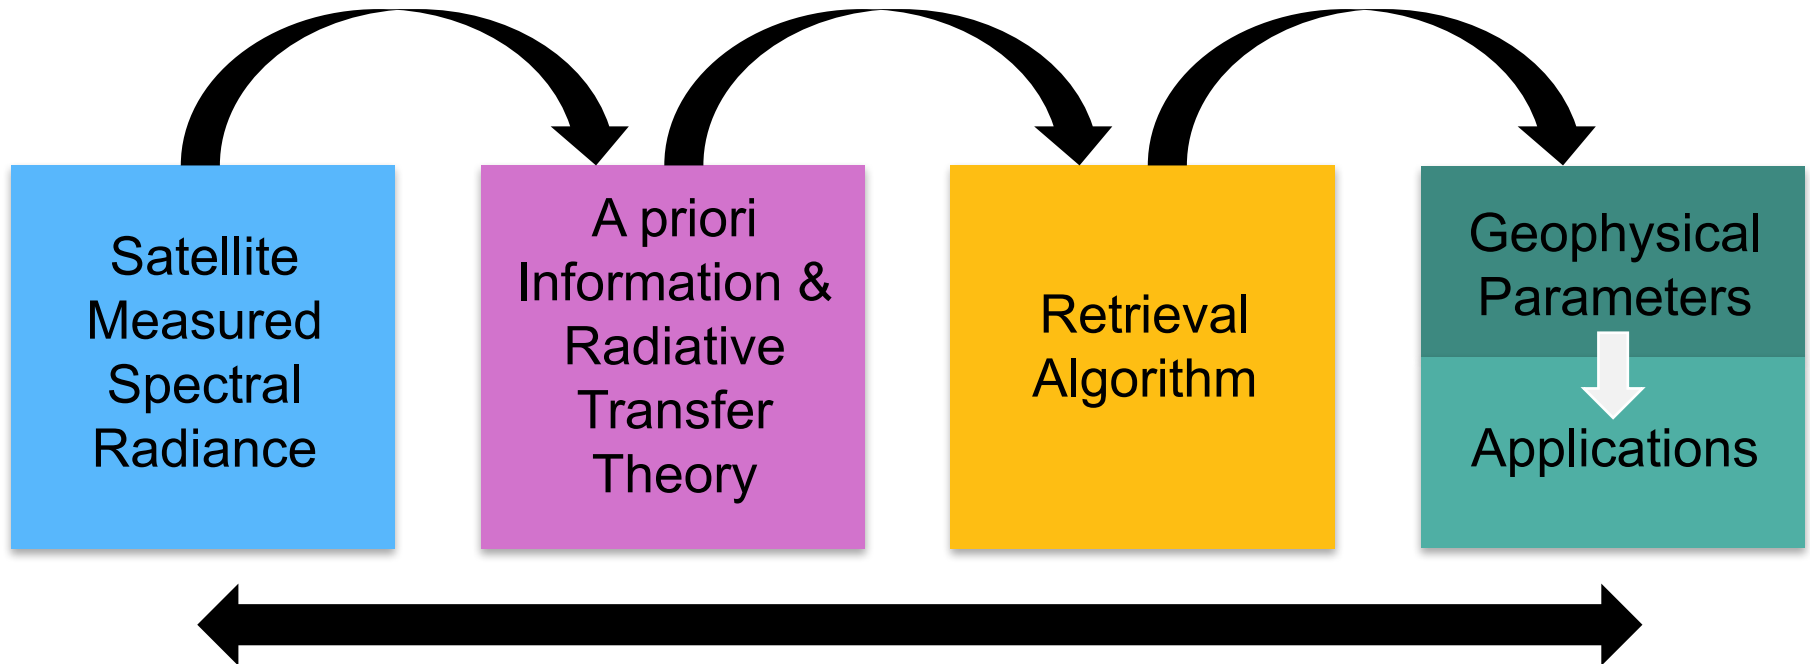 Satellite
Measured
Spectral
Radiance
A priori
Information &
Radiative
Transfer
Theory
Retrieval
Algorithm
Geophysical
Parameters
Applications